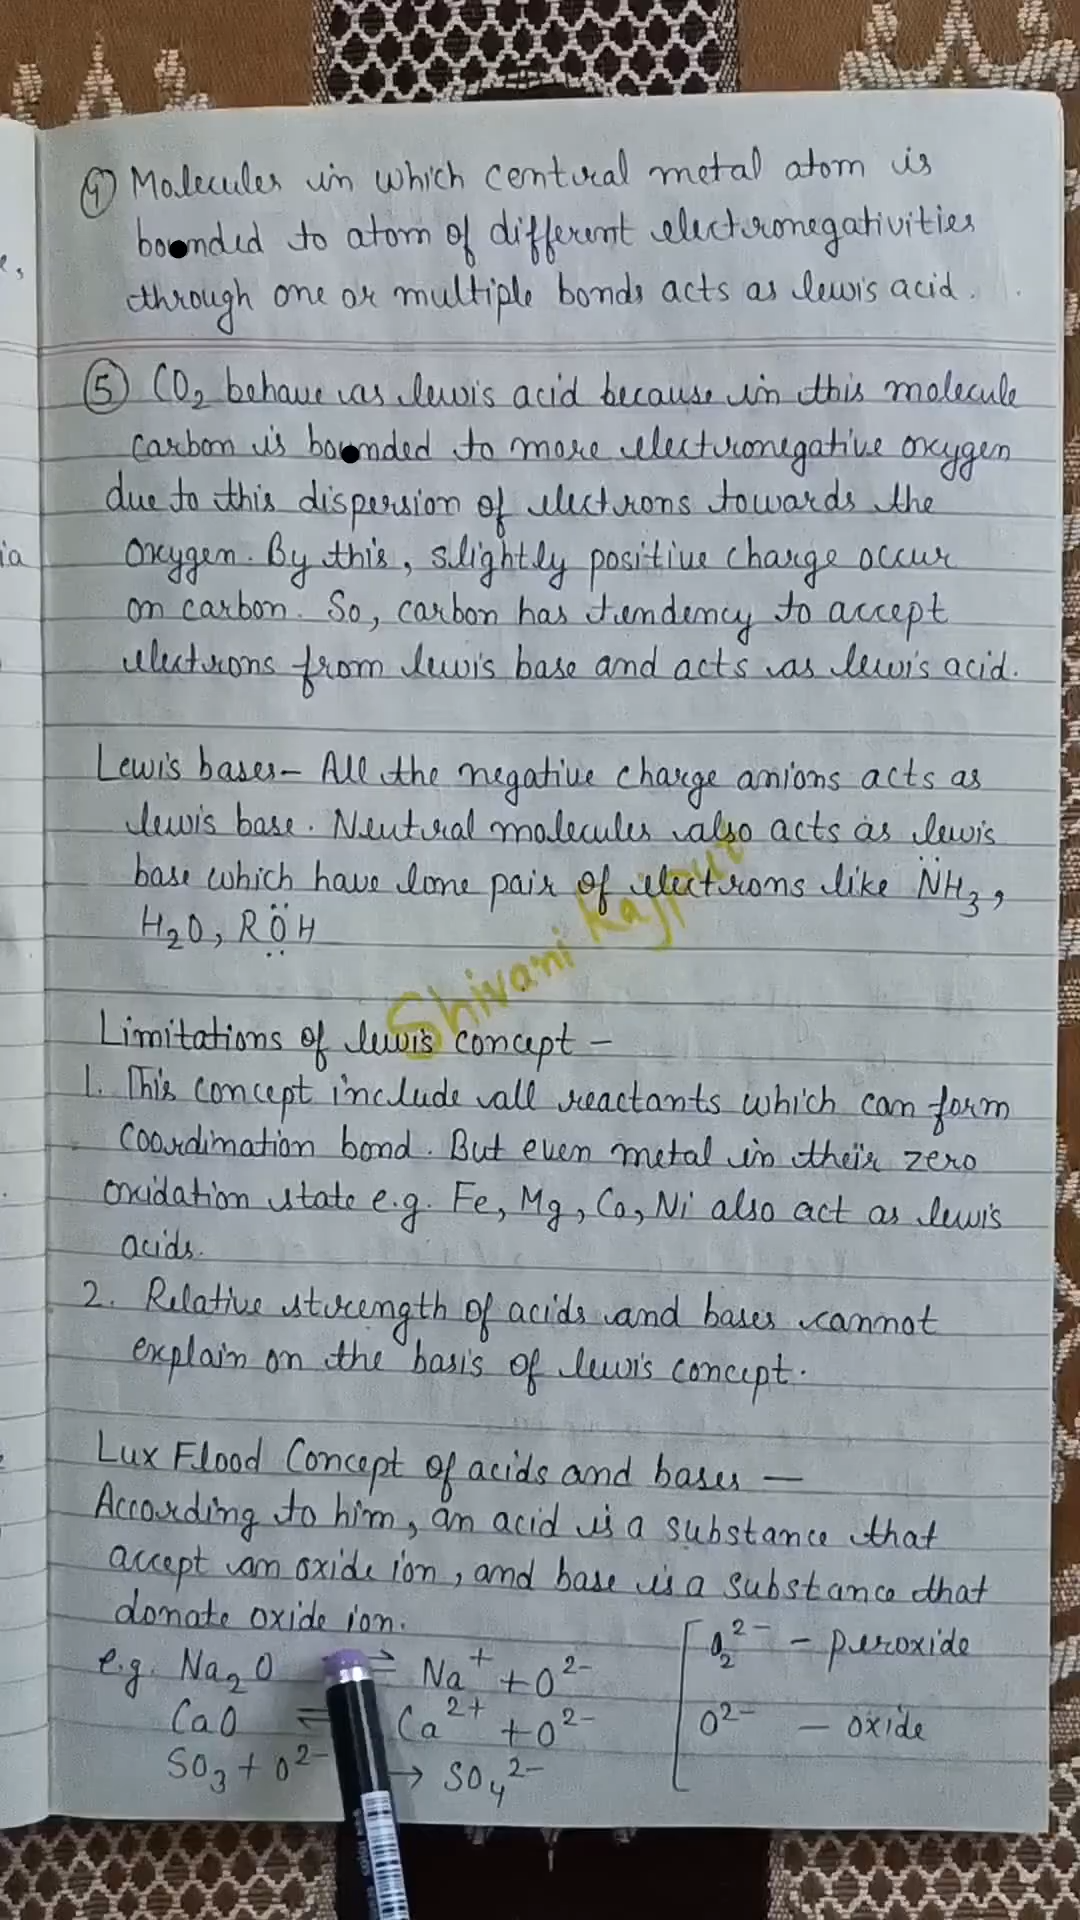 ④ Molecules in which central metal atom is
bounded to atom of different electronegativities
through one or multiple bonds acts as lewis acid.
⑤ CO₂ behave as lewis acid because in this molecule
carbon is bounded to more electronegative oxygen
due to this dispersion of electrons towards the
oxygen. By this, slightly positive charge occur
on carbon. So, carbon has tendency to accept
electrons from lewis base and acts as lewis acid.
Lewis bases– All the negative charge anions acts as
lewis base. Neutral molecules also acts as lewis
base which have lone pair of electrons like N̈H₃,
H₂O, RÖH
Shivani Rajput
Limitations of lewis concept –
1. This concept include all reactants which can form
coordination bond. But even metal in their zero
oxidation state e.g. Fe, Mg, Co, Ni also act as lewis
acids.
2. Relative strength of acids and bases cannot
explain on the basis of lewis concept.
Lux Flood Concept of acids and bases —
According to him, an acid is a substance that
accept an oxide ion, and base is a substance that
donate oxide ion.
O₂²⁻ – peroxide
e.g. Na₂O ⇌ Na⁺ + O²⁻
CaO ⇌ Ca²⁺ + O²⁻
O²⁻ – oxide
SO₃ + O²⁻ → SO₄²⁻